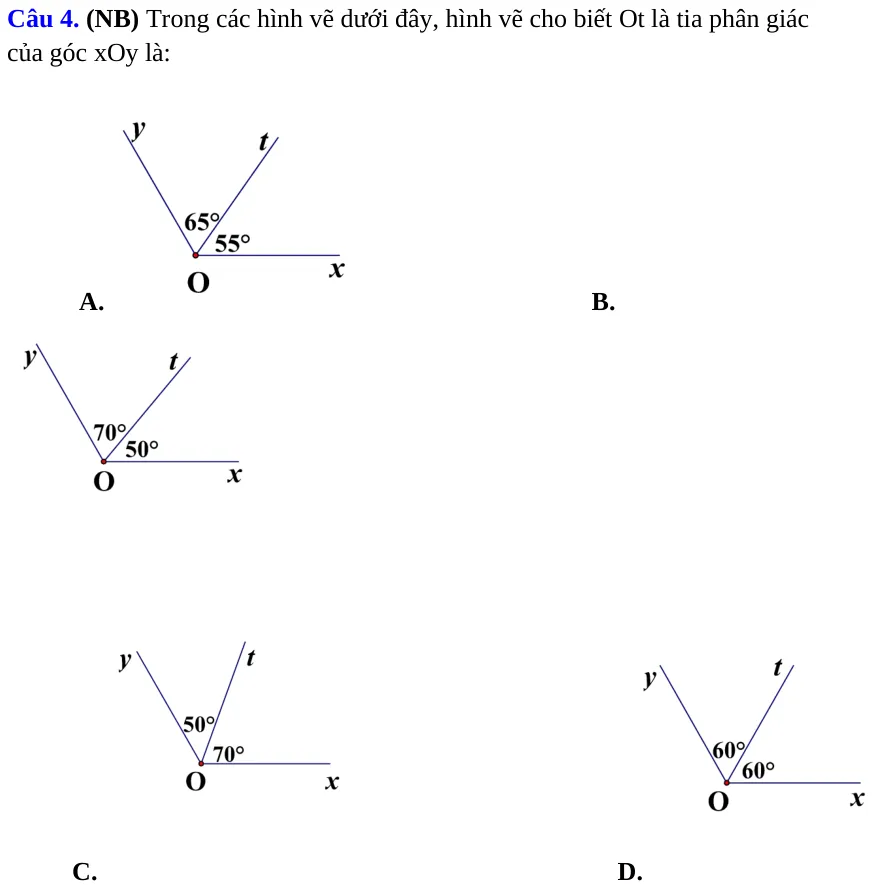 Câu 4. (NB) Trong các hình vẽ dưới đây, hình vẽ cho biết Ot là tia phân giác
của góc xOy là:
y t
65°
55°
O x
A. B.
y t
70°
50°
O x
y t
50°
70°
O x
y t
60°
60°
O x
C. D.